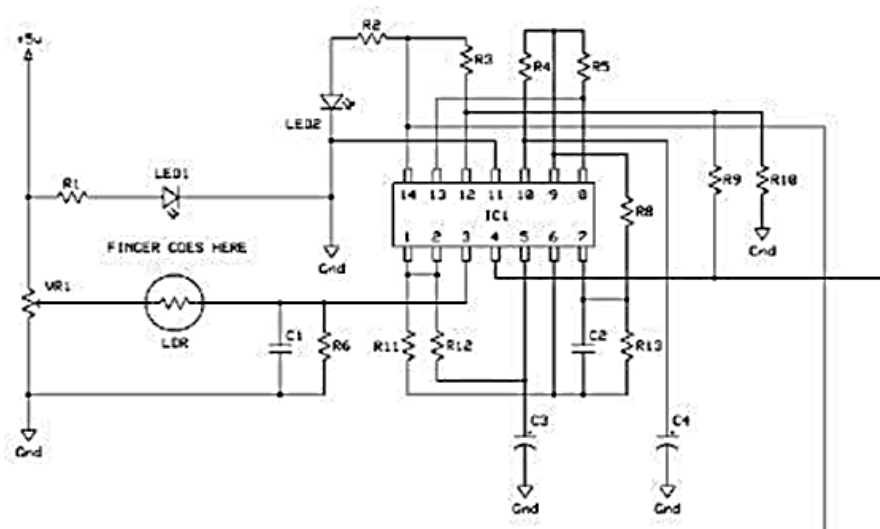 +5v
R2
R3
R4
R5
LED2
R1
LED1
14 13 12 11 10 9 8
IC1
1 2 3 4 5 6 7
R9
R10
R8
FINGER GOES HERE
Gnd
Gnd
VR1
LDR
C1
R6
R11
R12
C2
R13
C3
C4
Gnd
Gnd
Gnd